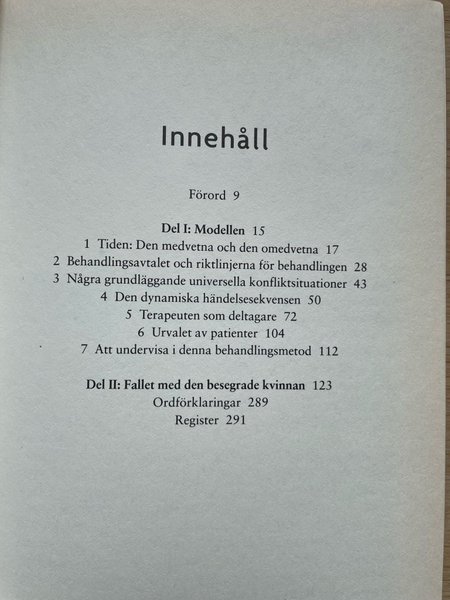 Innehåll
Förord 9
Del I: Modellen 15
1 Tiden: Den medvetna och den omedvetna 17
2 Behandlingsavtalet och riktlinjerna för behandlingen 28
3 Några grundläggande universella konfliktsituationer 43
4 Den dynamiska händelsesekvensen 50
5 Terapeuten som deltagare 72
6 Urvalet av patienter 104
7 Att undervisa i denna behandlingsmetod 112
Del II: Fallet med den besegrade kvinnan 123
Ordförklaringar 289
Register 291